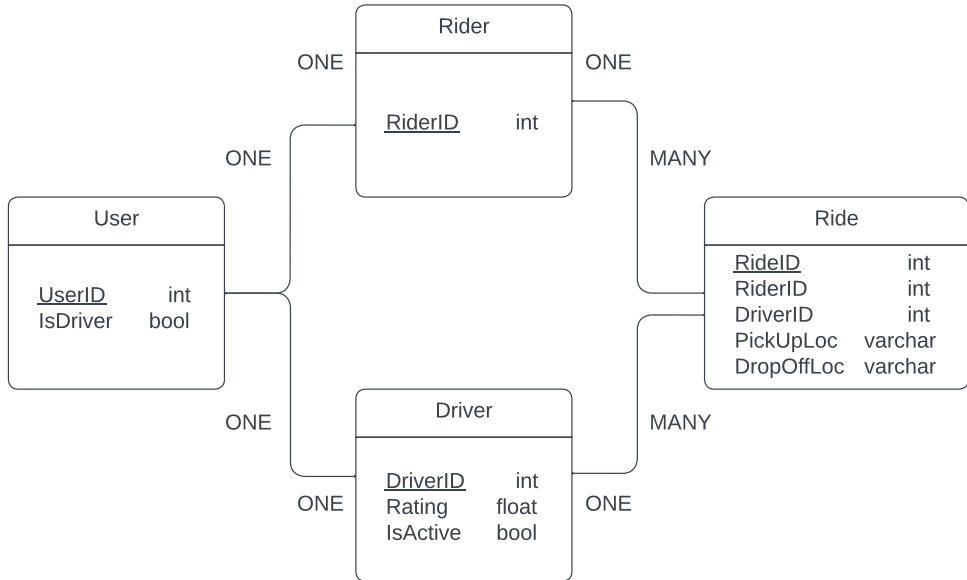 Rider
ONE
ONE
RiderID int
ONE
MANY
User
UserID int
IsDriver bool
Ride
RideID int
RiderID int
DriverID int
PickUpLoc varchar
DropOffLoc varchar
ONE
MANY
Driver
DriverID int
Rating float
IsActive bool
ONE
ONE